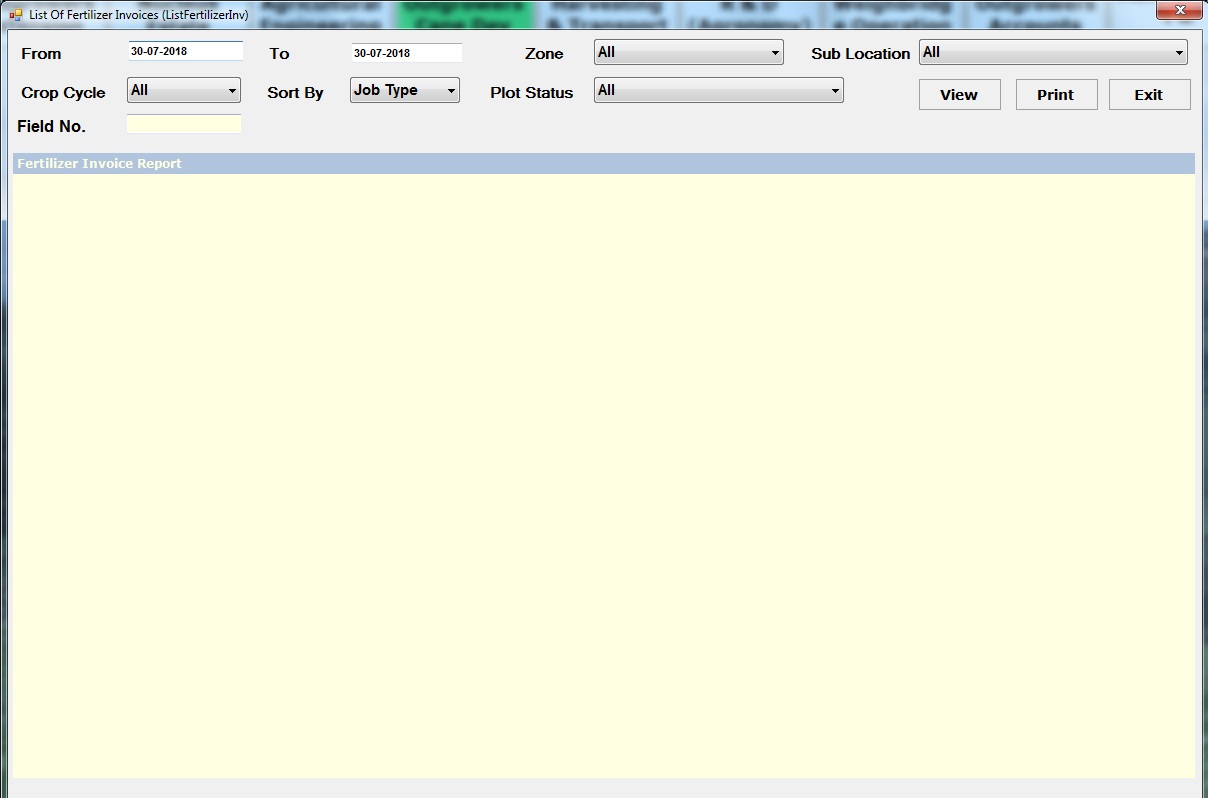 Agricultural Outgrowers Harvesting R & D Weighbridg Outgrowers
Engineering Cane Dev & Transport (Agronomy) e Operation Accounts
List Of Fertilizer Invoices (ListFertilizerInv)
From 30-07-2018 To 30-07-2018 Zone All Sub Location All
Crop Cycle All Sort By Job Type Plot Status All View Print Exit
Field No.
Fertilizer Invoice Report